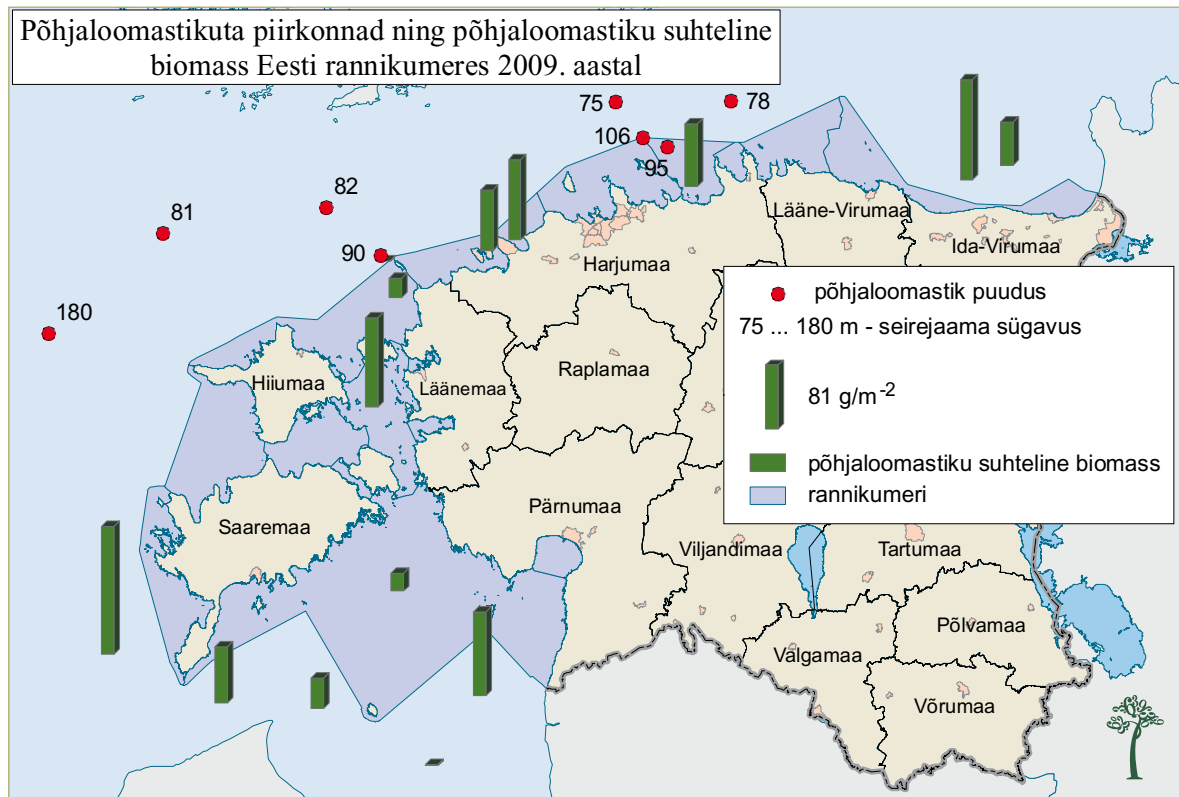 Põhjaloomastikuta piirkonnad ning põhjaloomastiku suhteline
biomass Eesti rannikumeres 2009. aastal
75
78
106
95
82
81
90
180
Lääne-Virumaa
Ida-Virumaa
Harjumaa
Hiiumaa
Läänemaa
Raplamaa
Saaremaa
Pärnumaa
Viljandimaa
Tartumaa
Põlvamaa
Valgamaa
Võrumaa
põhjaloomastik puudus
75 ... 180 m - seirejaama sügavus
81 g/m⁻²
põhjaloomastiku suhteline biomass
rannikumeri